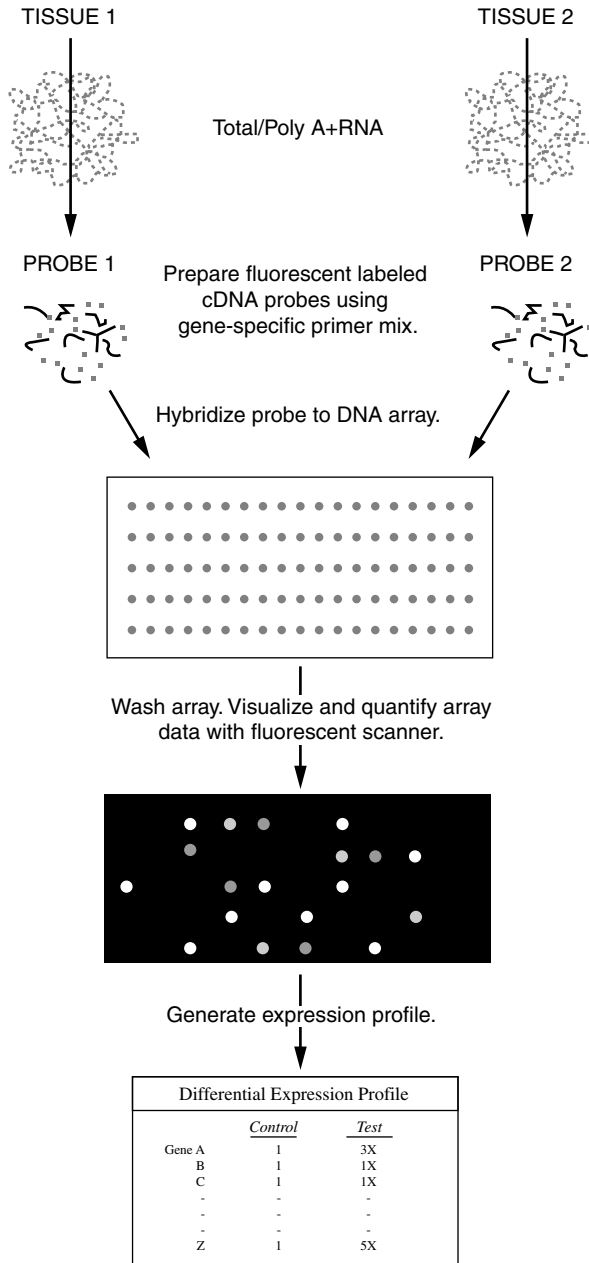 TISSUE 1 TISSUE 2
Total/Poly A+RNA
PROBE 1 PROBE 2
Prepare fluorescent labeled
cDNA probes using
gene-specific primer mix.
Hybridize probe to DNA array.
Wash array. Visualize and quantify array
data with fluorescent scanner.
Generate expression profile.
Differential Expression Profile
Control Test
Gene A 1 3X
B 1 1X
C 1 1X
- - -
- - -
- - -
Z 1 5X